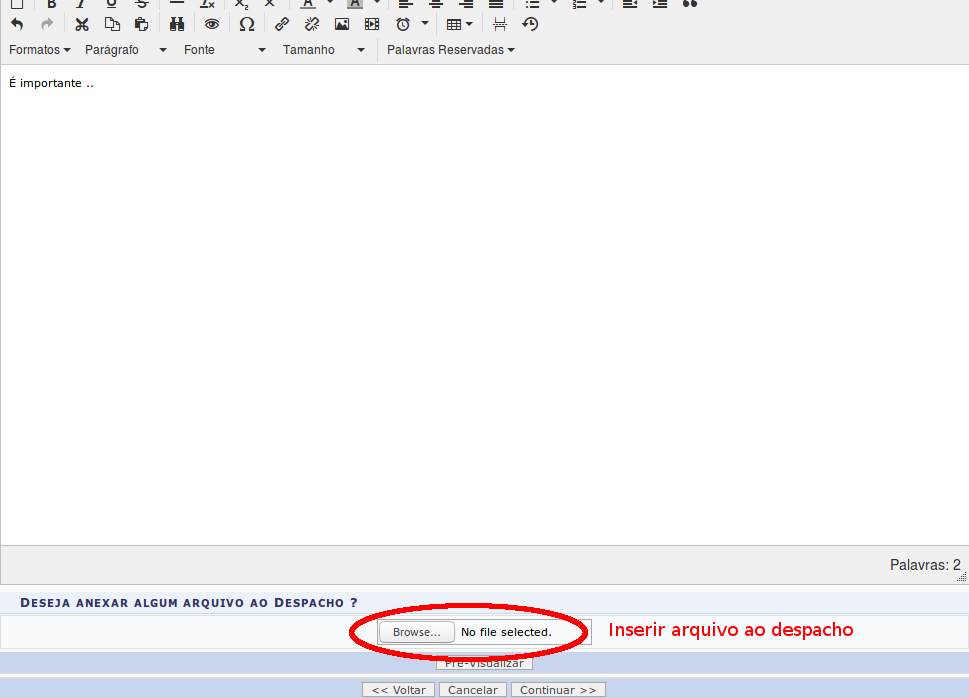 Formatos Parágrafo Fonte Tamanho Palavras Reservadas
É importante ..
Palavras: 2
Deseja anexar algum arquivo ao Despacho ?
Browse... No file selected. Inserir arquivo ao despacho
Pré-Visualizar
<< Voltar Cancelar Continuar >>